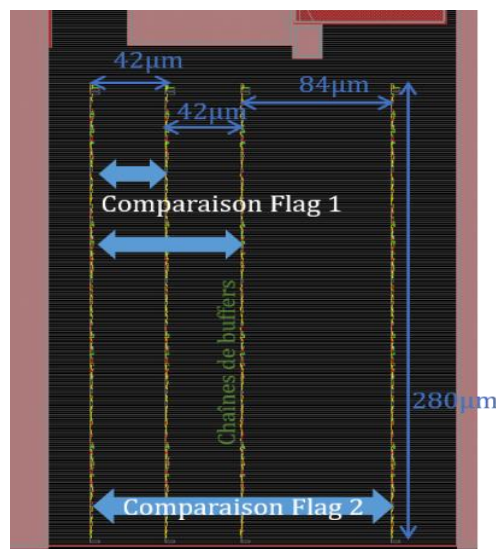 42μm
84μm
42μm
Comparaison Flag 1
Chaînes de buffers
280μm
Comparaison Flag 2